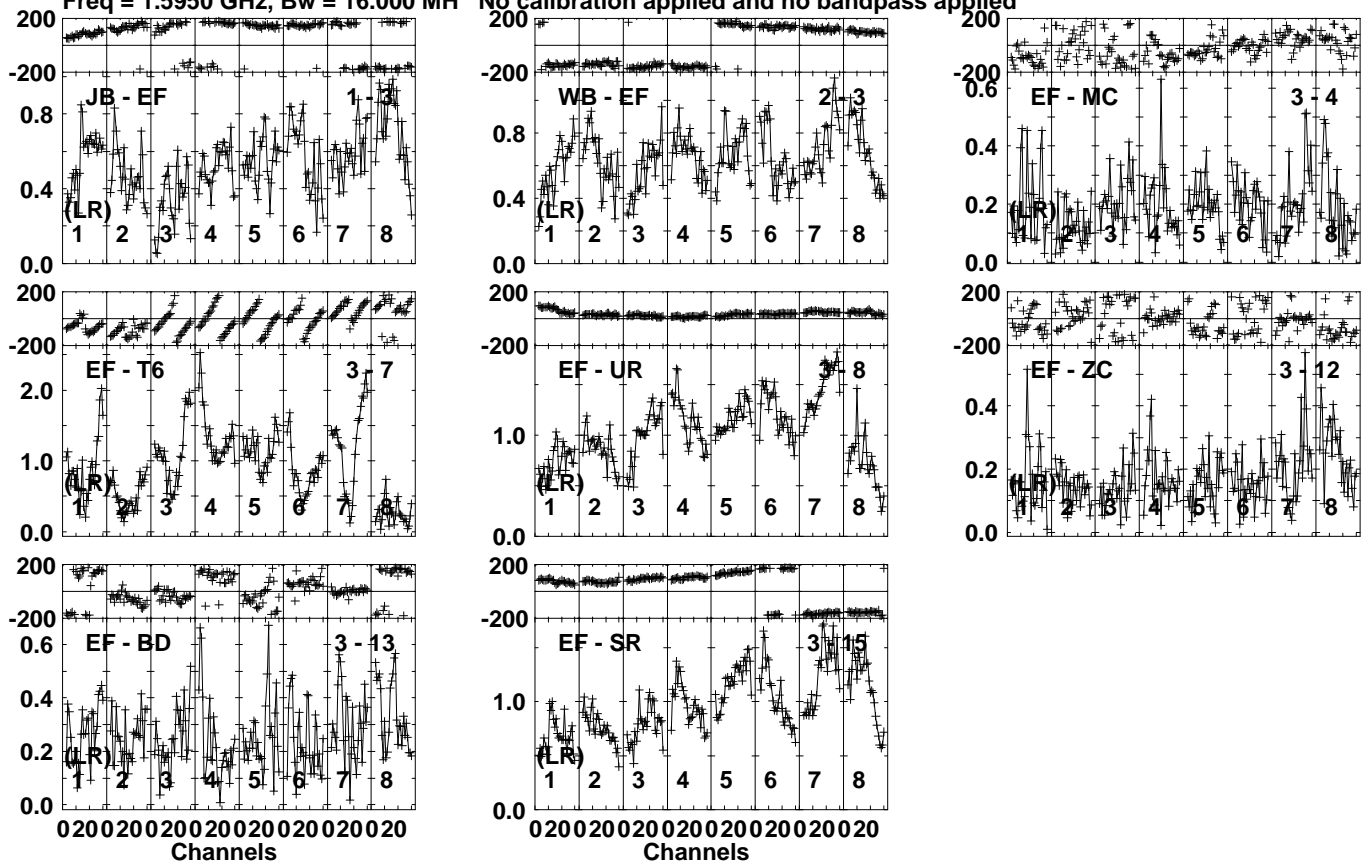 Freq = 1.5950 GHz, Bw = 16.000 MH No calibration applied and no bandpass applied
200
-200
JB - EF 1 - 3
0.8
0.4
0.0
(LR)
1 2 3 4 5 6 7 8
WB - EF 2 - 3
0.8
0.4
0.0
(LR)
1 2 3 4 5 6 7 8
200
-200
EF - MC 3 - 4
0.6
0.4
0.2
0.0
(LR)
1 2 3 4 5 6 7 8
200
-200
EF - T6 3 - 7
2.0
1.0
0.0
(LR)
1 2 3 4 5 6 7 8
200
-200
EF - UR 3 - 8
1.0
0.0
(LR)
1 2 3 4 5 6 7 8
200
-200
EF - ZC 3 - 12
0.4
0.2
0.0
(LR)
1 2 3 4 5 6 7 8
200
-200
EF - BD 3 - 13
0.6
0.4
0.2
0.0
(LR)
1 2 3 4 5 6 7 8
0 20 0 20 0 20 0 20 0 20 0 20 0 20 0 20
Channels
200
-200
EF - SR 3 - 15
1.0
0.0
(LR)
1 2 3 4 5 6 7 8
0 20 0 20 0 20 0 20 0 20 0 20 0 20 0 20
Channels
200
-200